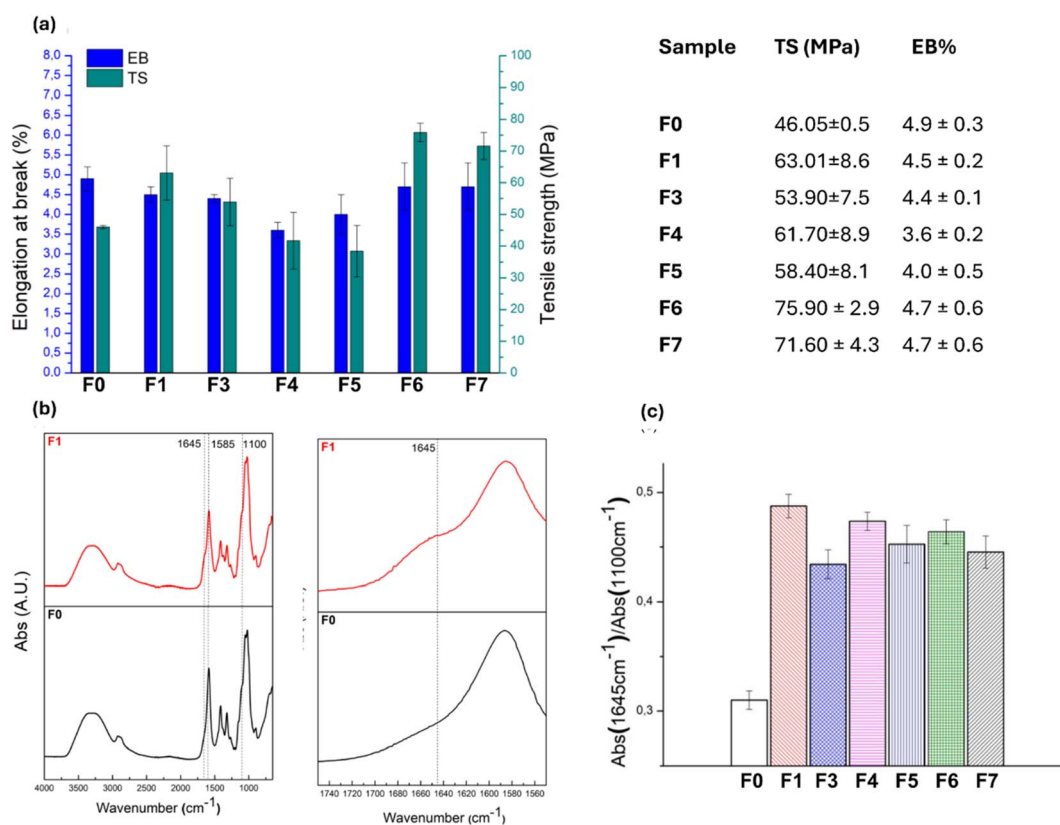 (a)
EB
TS
Elongation at break (%)
8,0
7,5
7,0
6,5
6,0
5,5
5,0
4,5
4,0
3,5
3,0
2,5
2,0
1,5
1,0
0,5
0,0
100
90
80
70
60
50
40
30
20
10
0
Tensile strength (MPa)
F0 F1 F3 F4 F5 F6 F7
Sample TS (MPa) EB%
F0 46.05±0.5 4.9 ± 0.3
F1 63.01±8.6 4.5 ± 0.2
F3 53.90±7.5 4.4 ± 0.1
F4 61.70±8.9 3.6 ± 0.2
F5 58.40±8.1 4.0 ± 0.5
F6 75.90 ± 2.9 4.7 ± 0.6
F7 71.60 ± 4.3 4.7 ± 0.6
(b)
F1
1645 1585 1100
F0
Abs (A.U.)
4000 3500 3000 2500 2000 1500 1000
Wavenumber (cm⁻¹)
F1
1645
F0
1740 1720 1700 1680 1660 1640 1620 1600 1580 1560
Wavenumber (cm⁻¹)
(c)
Abs(1645cm⁻¹)/Abs(1100cm⁻¹)
0,5
0,4
0,3
F0 F1 F3 F4 F5 F6 F7